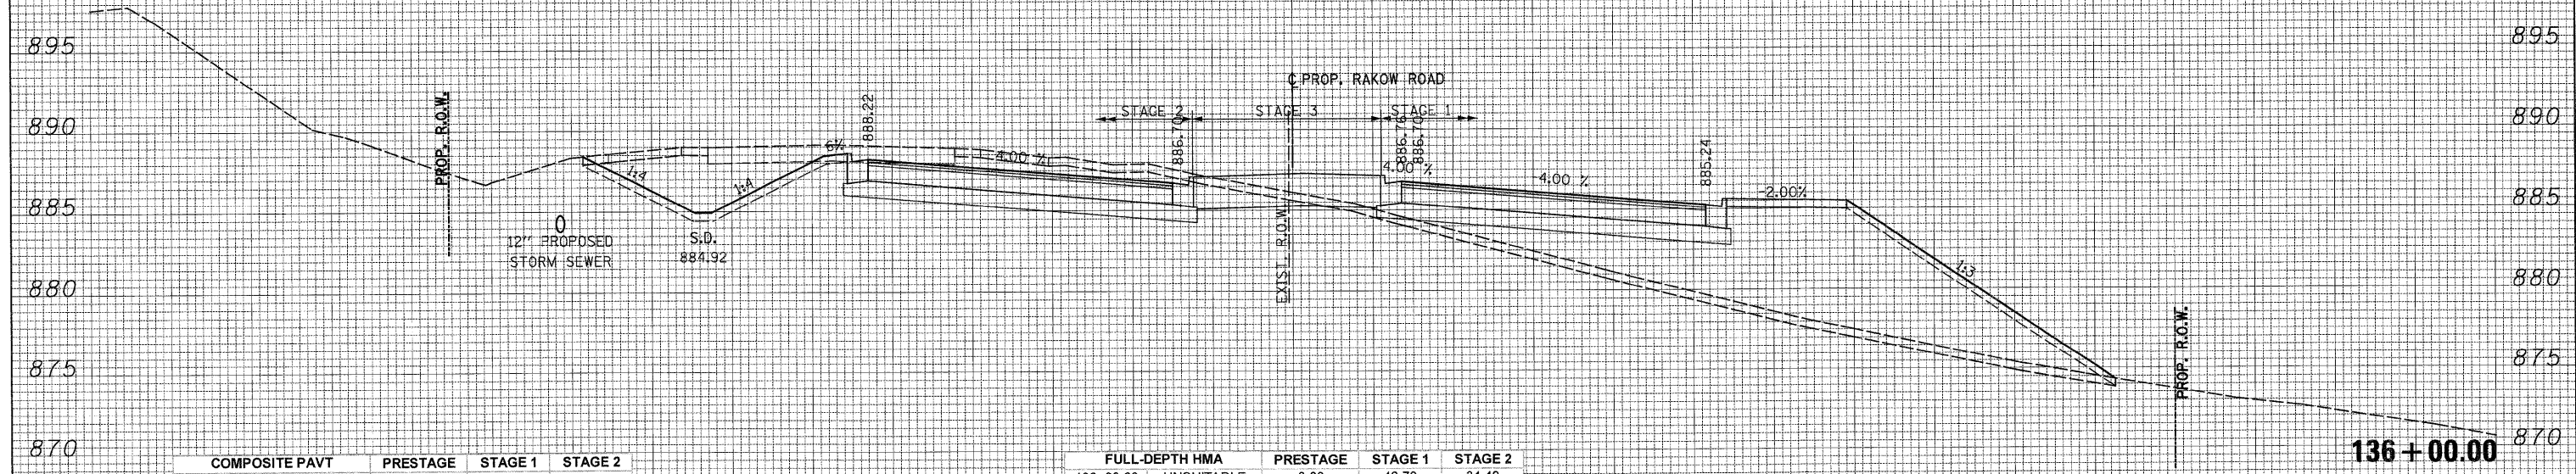 895
895
℄ PROP. RAKOW ROAD
STAGE 2
STAGE 3
STAGE 1
890
890
PROP. R.O.W.
888.22
886.70
886.76
886.70
885.24
6%
4.00 %
4.00 %
-4.00 %
-2.00%
1:4
1:4
885
885
12" PROPOSED
STORM SEWER
S.D.
884.92
EXIST. R.O.W.
1:3
880
880
PROP. R.O.W.
875
875
870
870
136+00.00
COMPOSITE PAVT PRESTAGE STAGE 1 STAGE 2
FULL-DEPTH HMA PRESTAGE STAGE 1 STAGE 2